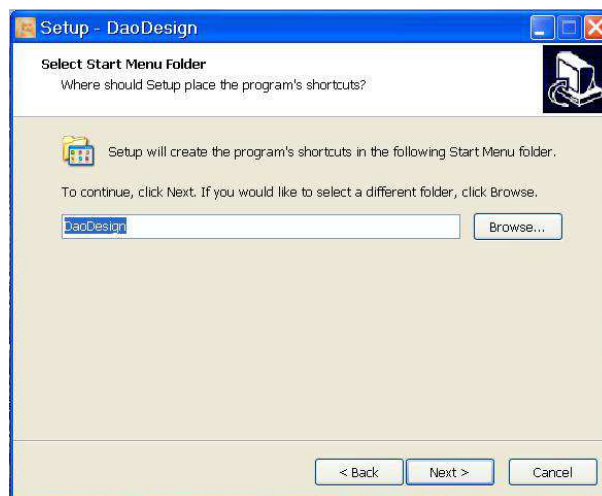 Setup - DaoDesign
Select Start Menu Folder
Where should Setup place the program's shortcuts?
Setup will create the program's shortcuts in the following Start Menu folder.
To continue, click Next. If you would like to select a different folder, click Browse.
DaoDesign
Browse...
< Back
Next >
Cancel